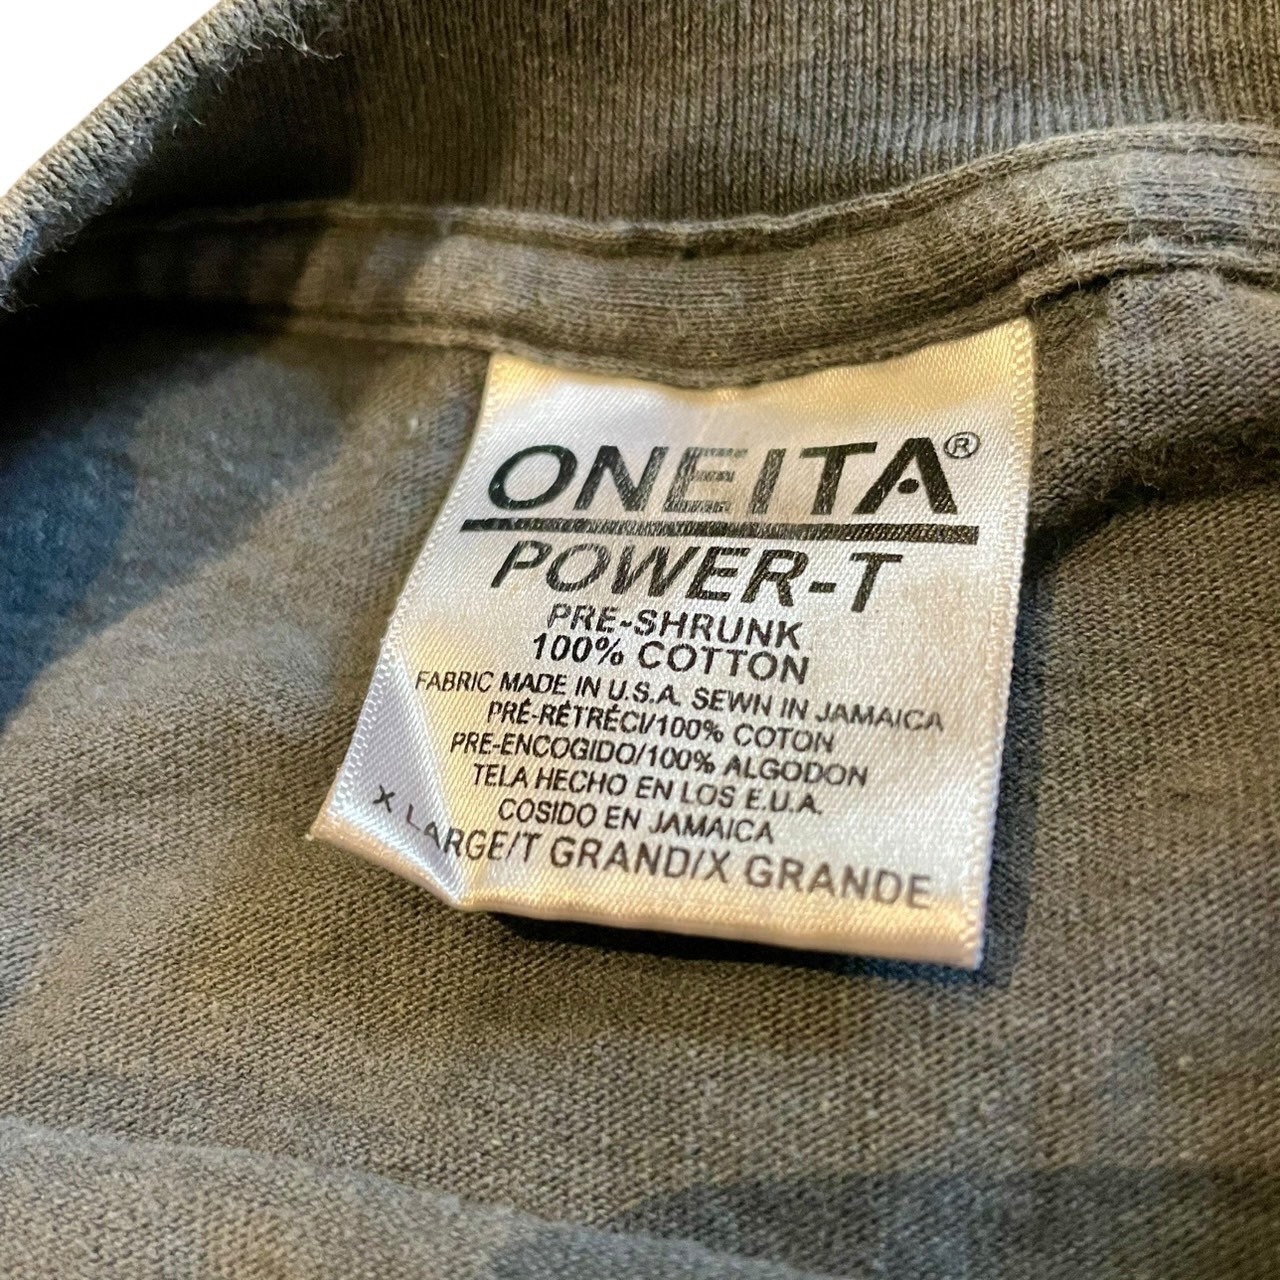 ONEITA®
POWER-T
PRE-SHRUNK
100% COTTON
FABRIC MADE IN U.S.A. SEWN IN JAMAICA
PRÉ-RÉTRÉCI/100% COTON
PRE-ENCOGIDO/100% ALGODON
TELA HECHO EN LOS E.U.A.
COSIDO EN JAMAICA
X LARGE/T GRAND/X GRANDE